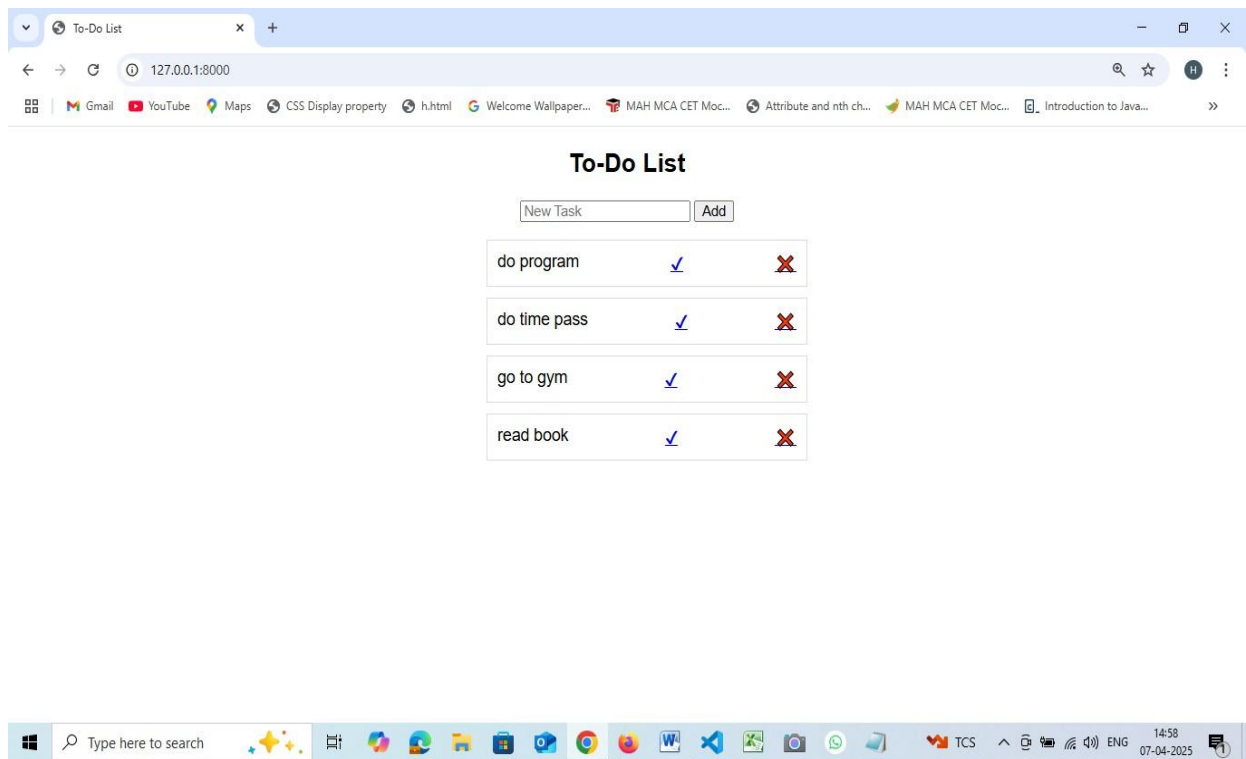 To-Do List
127.0.0.1:8000
H
Gmail YouTube Maps CSS Display property h.html Welcome Wallpaper... MAH MCA CET Moc... Attribute and nth ch... MAH MCA CET Moc... Introduction to Java...
To-Do List
New Task Add
do program ✓ ✗
do time pass ✓ ✗
go to gym ✓ ✗
read book ✓ ✗
Type here to search TCS ENG 14:58
07-04-2025 1